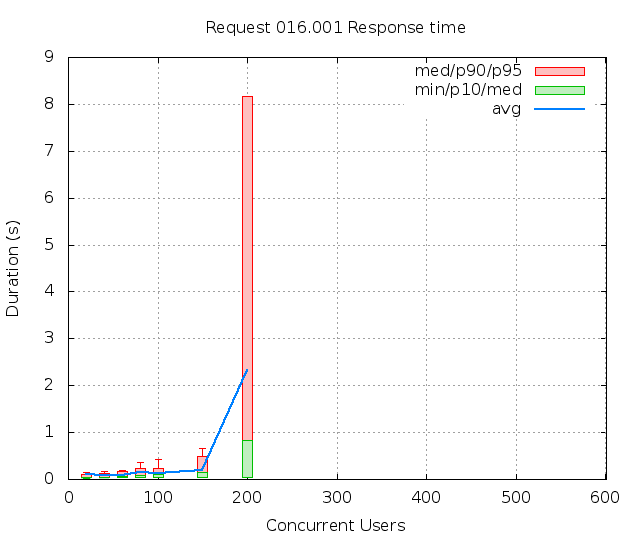 Request 016.001 Response time
med/p90/p95
min/p10/med
avg
Duration (s)
9
8
7
6
5
4
3
2
1
0
0 100 200 300 400 500 600
Concurrent Users